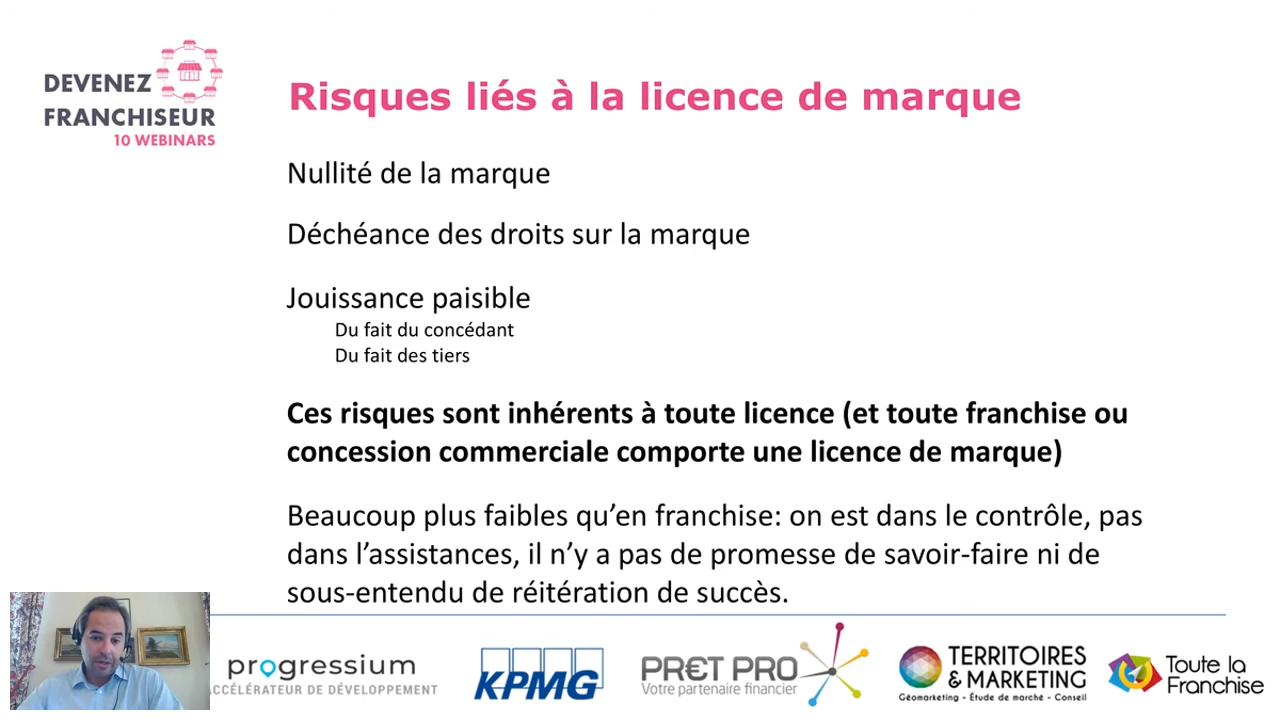 DEVENEZ
FRANCHISEUR
10 WEBINARS
Risques liés à la licence de marque
Nullité de la marque
Déchéance des droits sur la marque
Jouissance paisible
Du fait du concédant
Du fait des tiers
Ces risques sont inhérents à toute licence (et toute franchise ou
concession commerciale comporte une licence de marque)
Beaucoup plus faibles qu’en franchise: on est dans le contrôle, pas
dans l’assistances, il n’y a pas de promesse de savoir-faire ni de
sous-entendu de réitération de succès.
progressium
ACCÉLÉRATEUR DE DÉVELOPPEMENT
KPMG
PR€T PRO
Votre partenaire financier
TERRITOIRES
& MARKETING
Géomarketing - Étude de marché - Conseil
Toute la
Franchise